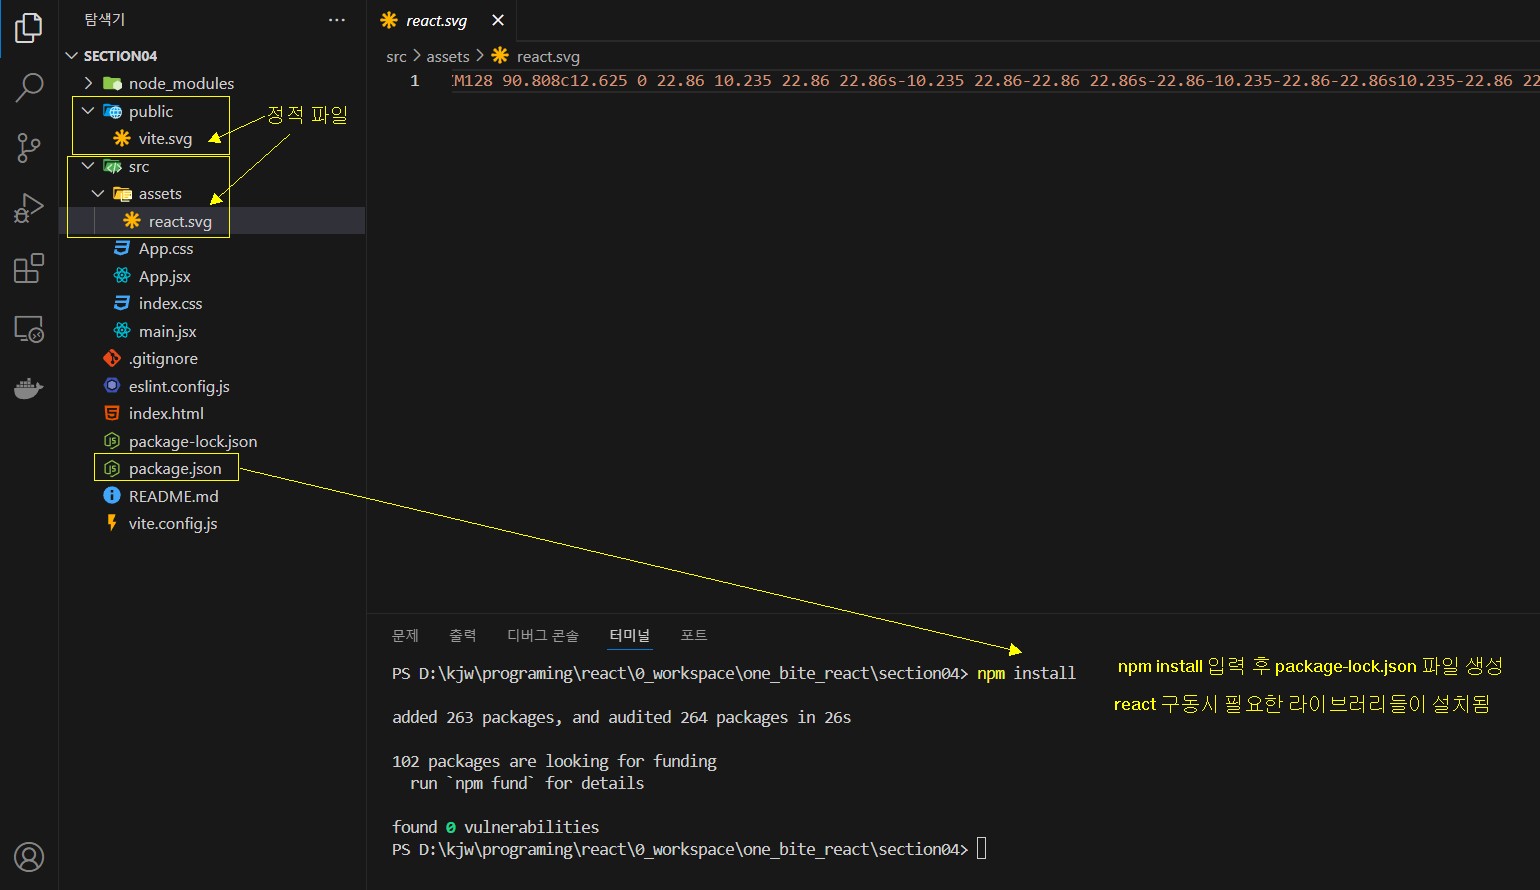 탐색기
react.svg
SECTION04
src > assets > react.svg
node_modules
1 M128 90.808c12.625 0 22.86 10.235 22.86 22.86s-10.235 22.86-22.86 22.86s-22.86-10.235-22.86-22.86s10.235-22.86 22
public
정적 파일
vite.svg
src
assets
react.svg
App.css
App.jsx
index.css
main.jsx
.gitignore
eslint.config.js
index.html
package-lock.json
package.json
README.md
vite.config.js
문제 출력 디버그 콘솔 터미널 포트
PS D:\kjw\programing\react\0_workspace\one_bite_react\section04> npm install
npm install 입력 후 package-lock.json 파일 생성
react 구동시 필요한 라이브러리들이 설치됨
added 263 packages, and audited 264 packages in 26s
102 packages are looking for funding
run `npm fund` for details
found 0 vulnerabilities
PS D:\kjw\programing\react\0_workspace\one_bite_react\section04>